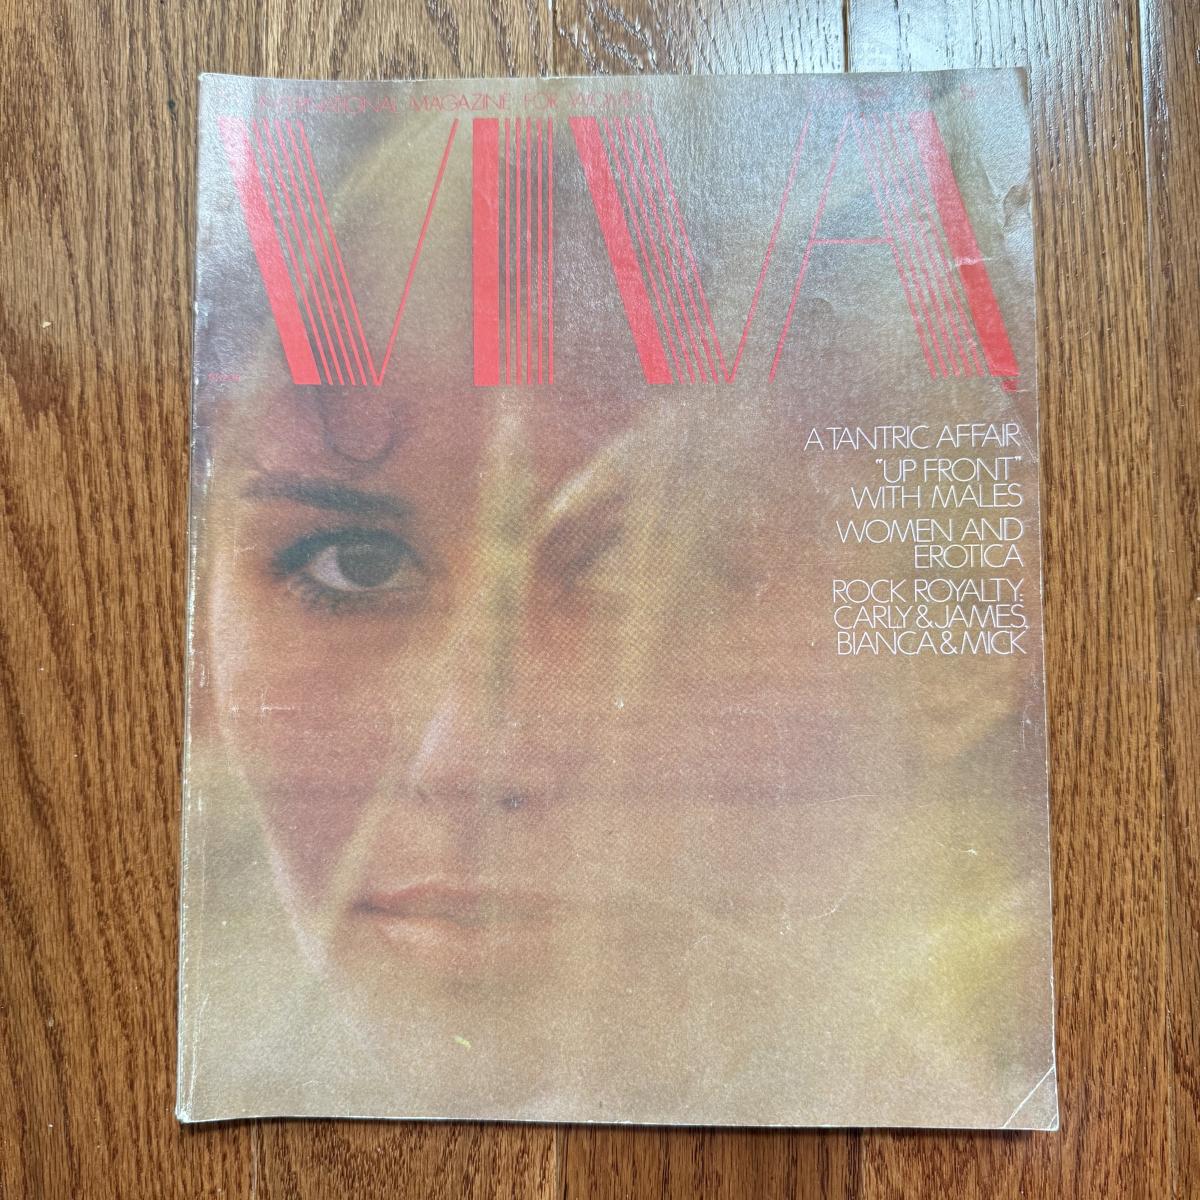 INTERNATIONAL MAGAZINE FOR WOMEN
VIVA
A TANTRIC AFFAIR
"UP FRONT"
WITH MALES
WOMEN AND
EROTICA
ROCK ROYALTY:
CARLY & JAMES,
BIANCA & MICK